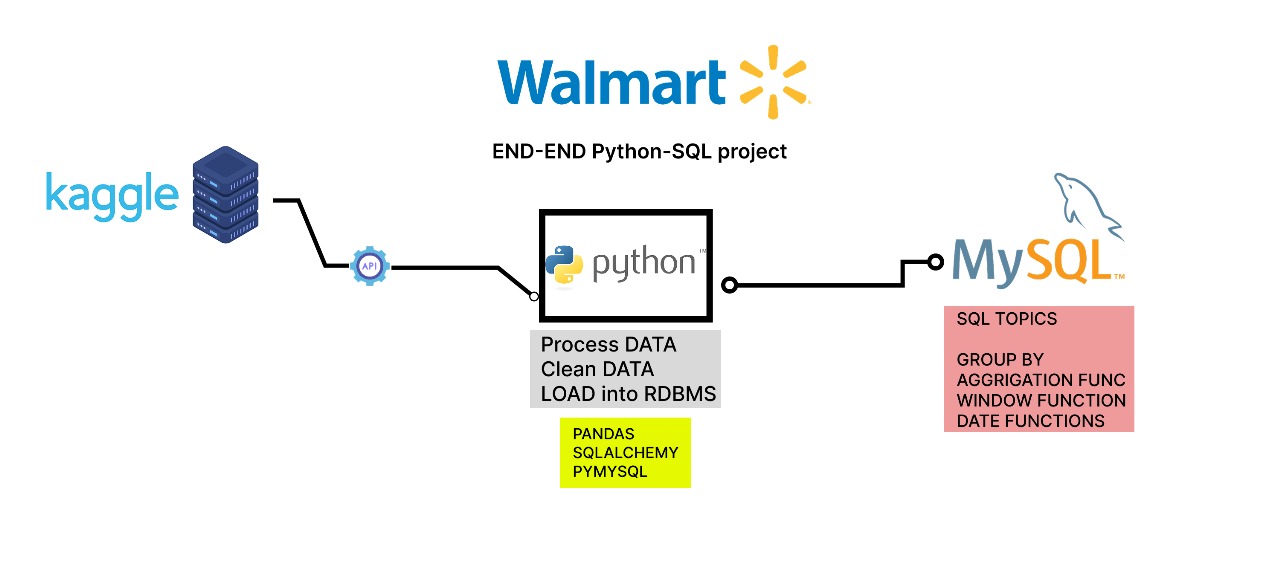 Walmart
END-END Python-SQL project
kaggle
API
python™
MySQL™
Process DATA
Clean DATA
LOAD into RDBMS
PANDAS
SQLALCHEMY
PYMYSQL
SQL TOPICS
GROUP BY
AGGRIGATION FUNC
WINDOW FUNCTION
DATE FUNCTIONS